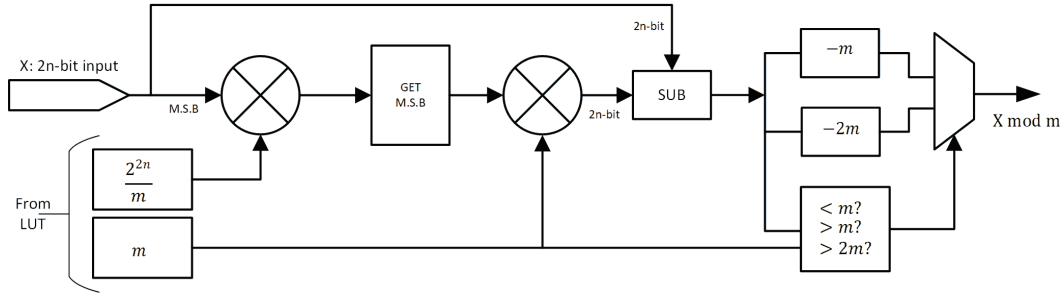 2n-bit
X: 2n-bit input
M.S.B
GET
M.S.B
2n-bit
SUB
−m
−2m
X mod m
From
LUT
2^{2n}
m
m
< m?
> m?
> 2m?